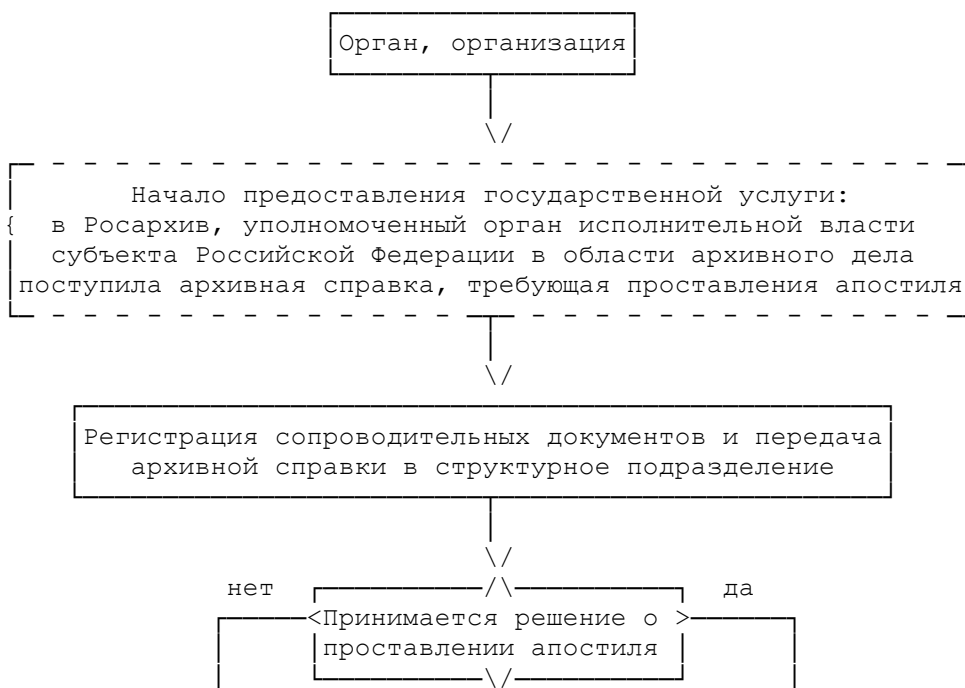 Орган, организация
Начало предоставления государственной услуги:
в Росархив, уполномоченный орган исполнительной власти
субъекта Российской Федерации в области архивного дела
поступила архивная справка, требующая проставления апостиля
Регистрация сопроводительных документов и передача
архивной справки в структурное подразделение
нет да
Принимается решение о
проставлении апостиля